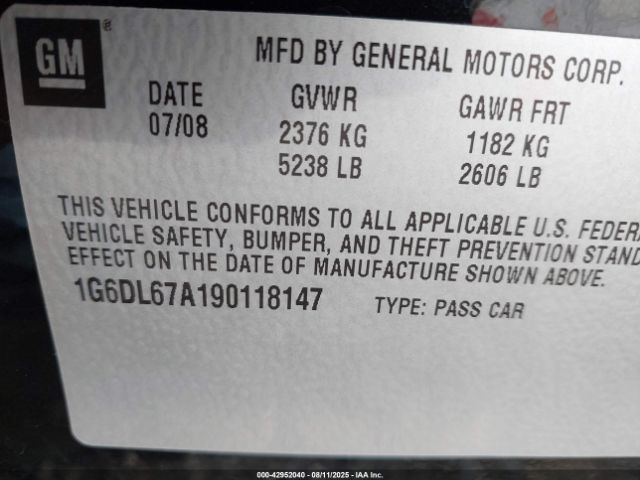 GM ®
MFD BY GENERAL MOTORS CORP.
DATE GVWR GAWR FRT
07/08 2376 KG 1182 KG
5238 LB 2606 LB
THIS VEHICLE CONFORMS TO ALL APPLICABLE U.S. FEDER
VEHICLE SAFETY, BUMPER, AND THEFT PREVENTION STAND
EFFECT ON THE DATE OF MANUFACTURE SHOWN ABOVE.
1G6DL67A190118147 TYPE: PASS CAR
000-42952040 - 08/11/2025 - IAA Inc.